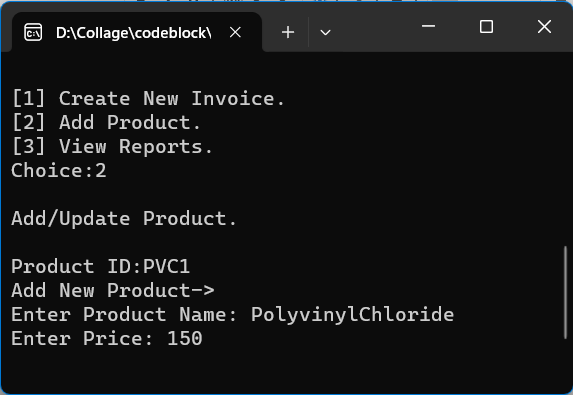 D:\Collage\codeblock\
[1] Create New Invoice.
[2] Add Product.
[3] View Reports.
Choice:2
Add/Update Product.
Product ID:PVC1
Add New Product->
Enter Product Name: PolyvinylChloride
Enter Price: 150